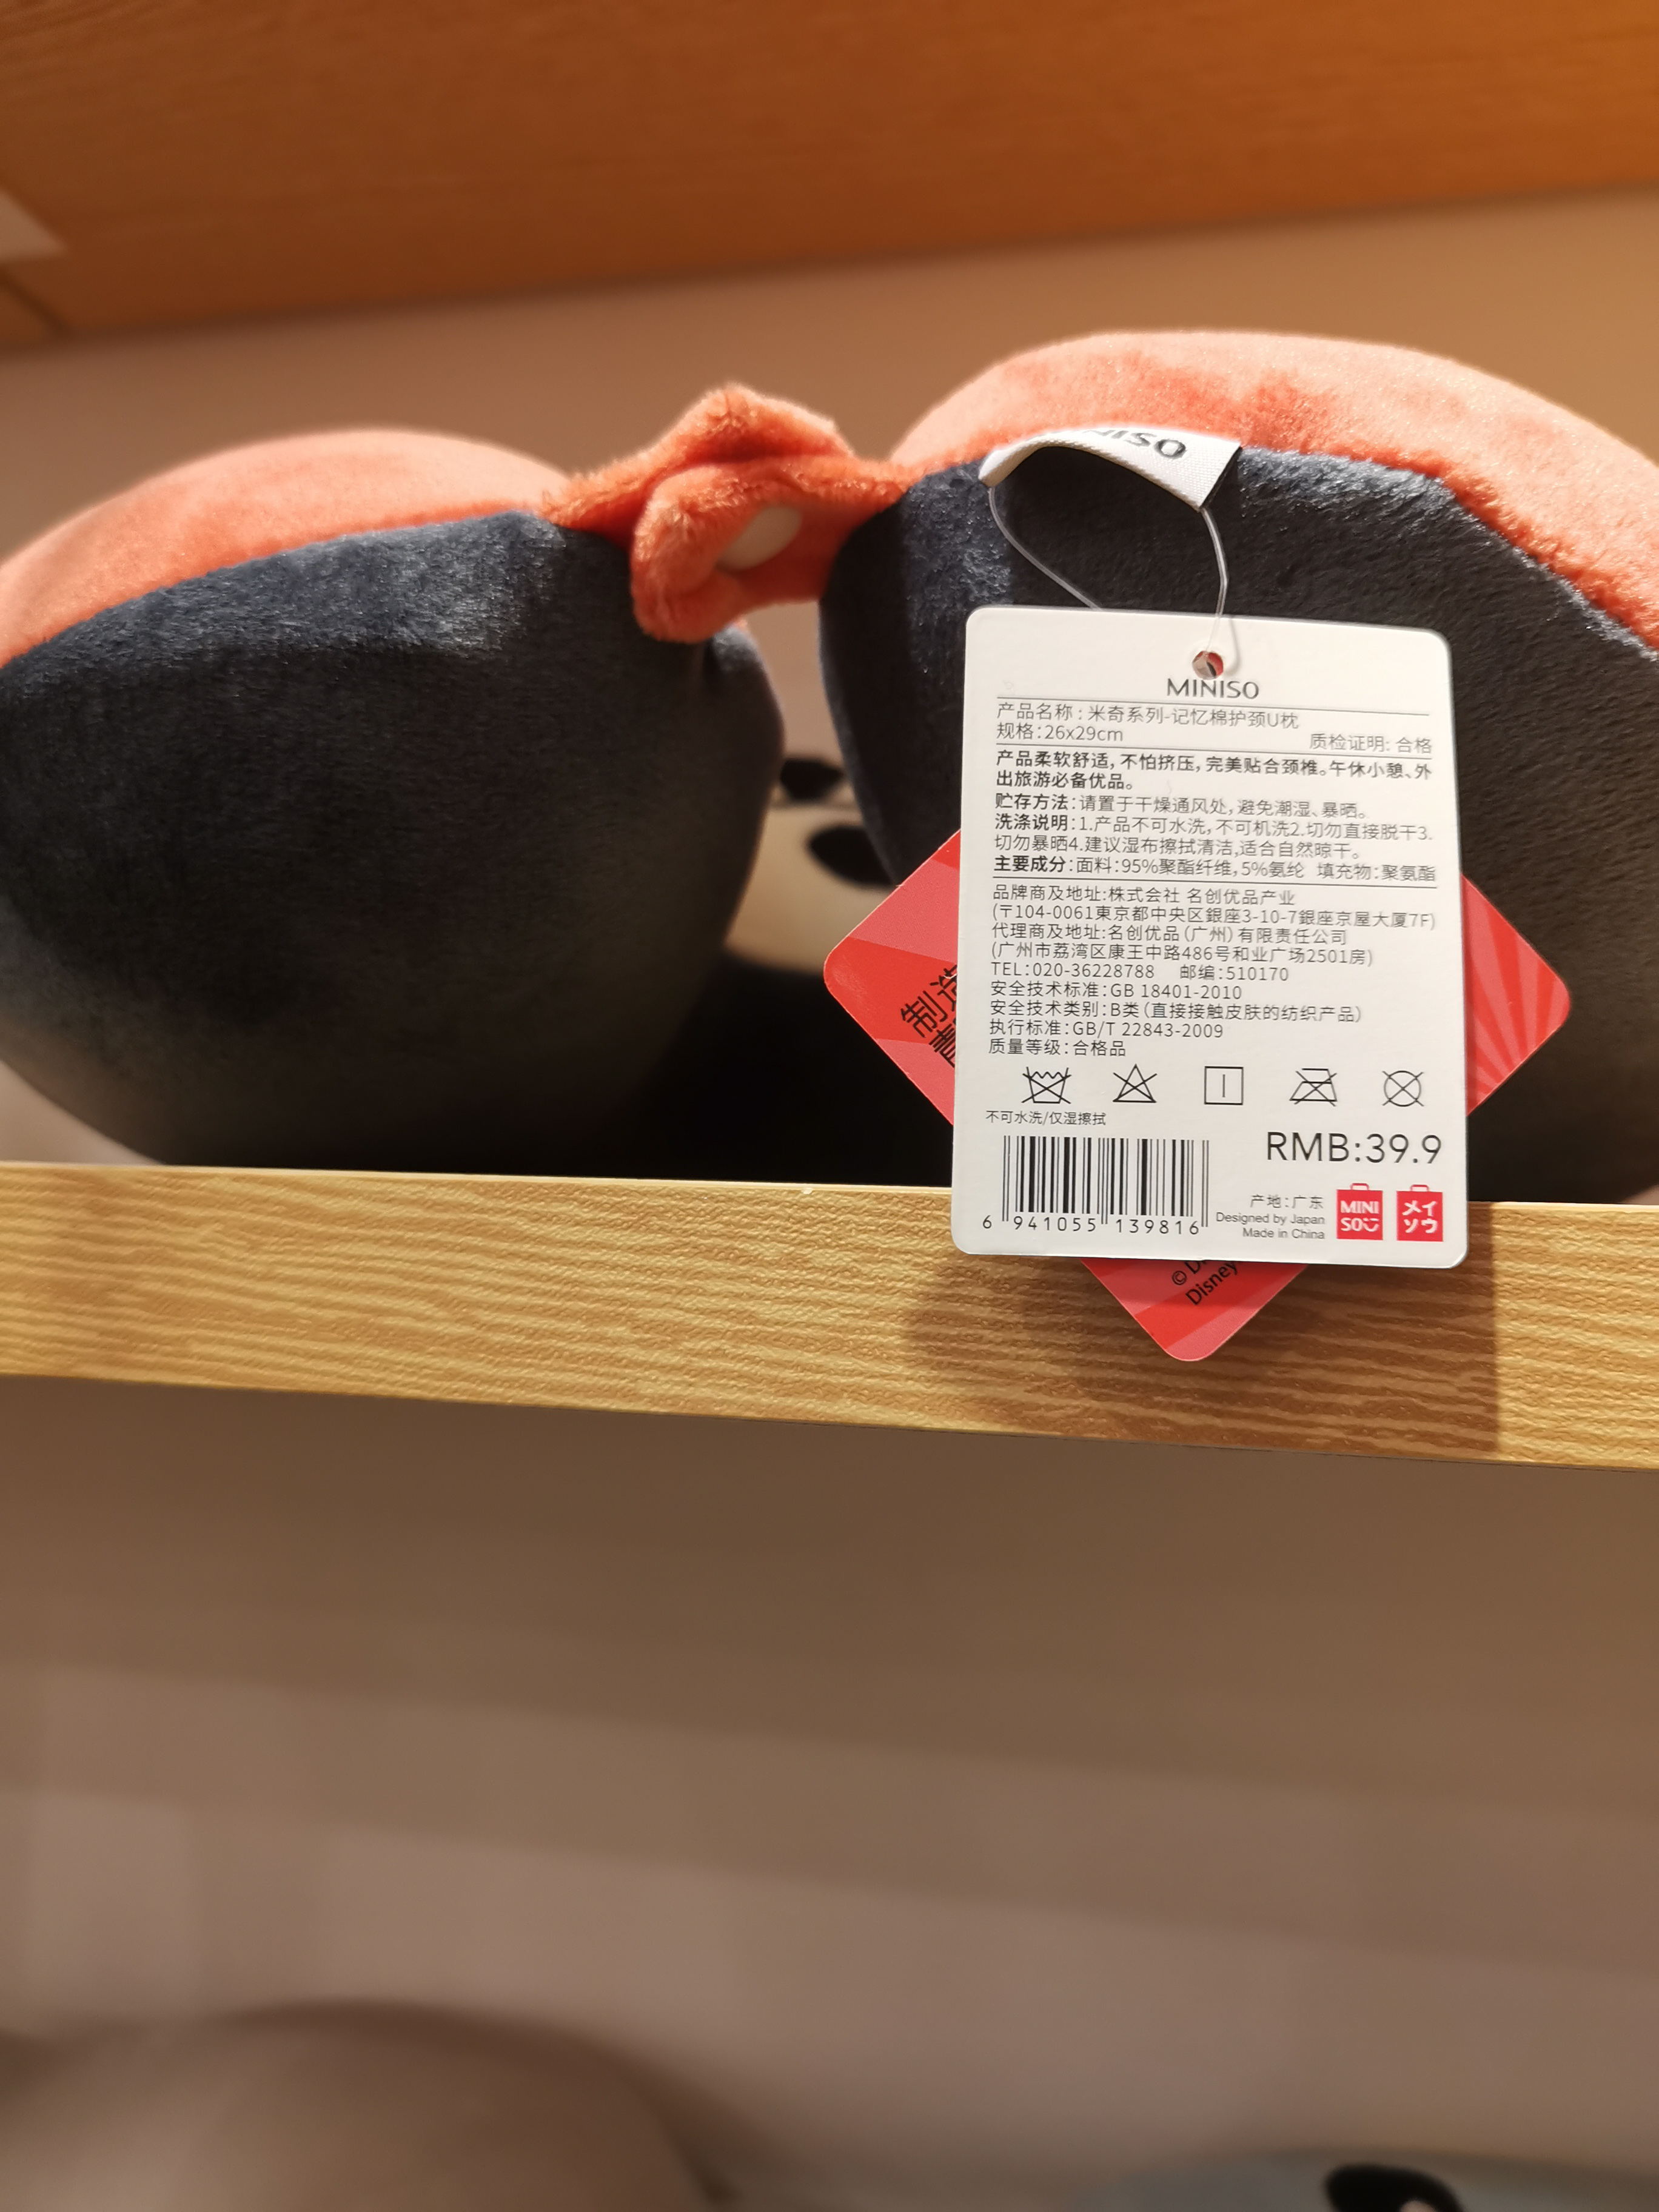 MINISO
产品名称:米奇系列-记忆棉护颈U枕
规格:26x29cm 质检证明:合格
产品柔软舒适,不怕挤压,完美贴合颈椎。午休小憩、外
出旅游必备优品。
贮存方法:请置于干燥通风处,避免潮湿、暴晒。
洗涤说明:1.产品不可水洗,不可机洗2.切勿直接脱干3.
切勿暴晒4.建议湿布擦拭清洁,适合自然晾干。
主要成分:面料:95%聚酯纤维,5%氨纶 填充物:聚氨酯
品牌商及地址:株式会社 名创优品产业
(〒104-0061東京都中央区銀座3-10-7銀座京屋大厦7F)
代理商及地址:名创优品(广州)有限责任公司
(广州市荔湾区康王中路486号和业广场2501房)
TEL:020-36228788 邮编:510170
安全技术标准:GB 18401-2010
安全技术类别:B类(直接接触皮肤的纺织产品)
执行标准:GB/T 22843-2009
质量等级:合格品
不可水洗/仅湿擦拭
RMB:39.9
6 941055 139816
产地:广东
Designed by Japan
Made in China
MINI
SO
メイ
ソウ
制造
©
Disney